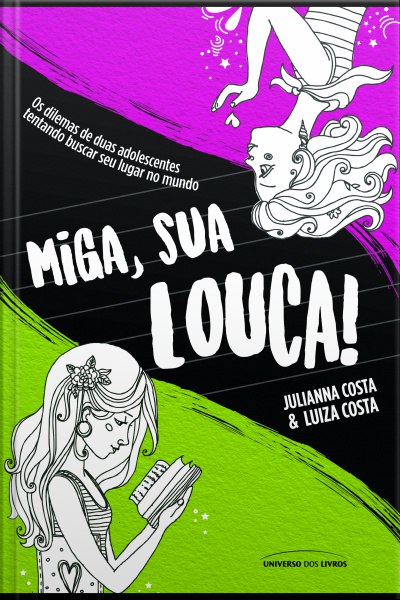 Os dilemas de duas adolescentes
tentando buscar seu lugar no mundo
MiGA, SUA
LOUCA!
JULIANNA COSTA
& LUIZA COSTA
UNIVERSO DOS LIVROS